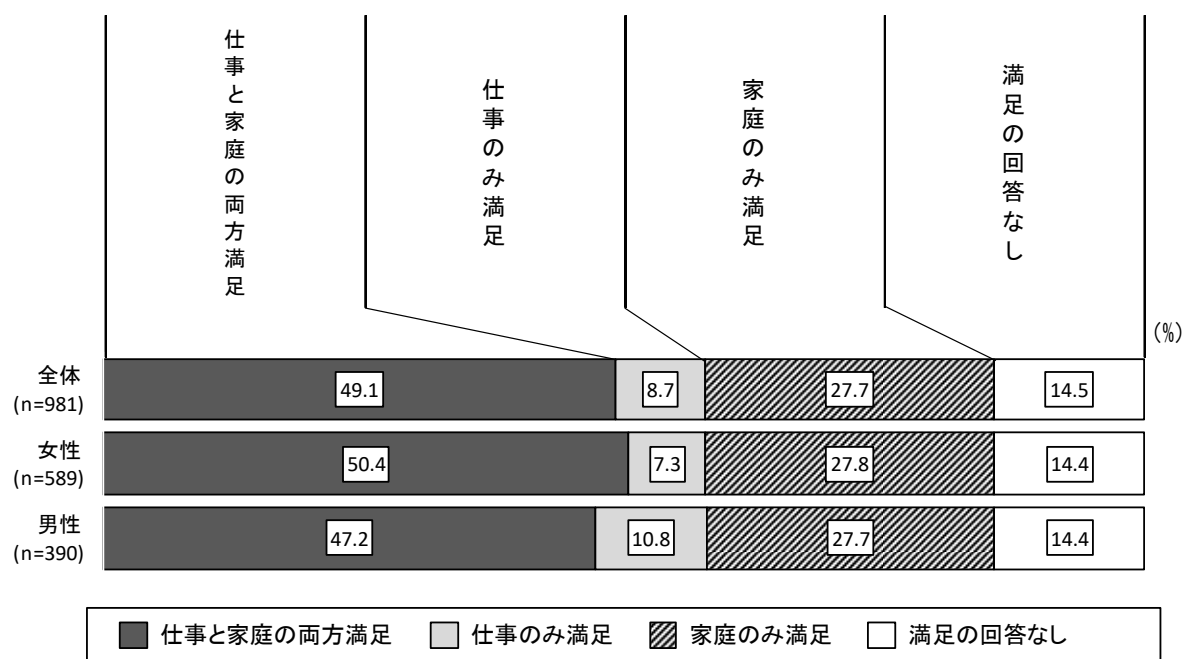 仕事と家庭の両方満足
仕事のみ満足
家庭のみ満足
満足の回答なし
(%)
全体
(n=981)
49.1
8.7
27.7
14.5
女性
(n=589)
50.4
7.3
27.8
14.4
男性
(n=390)
47.2
10.8
27.7
14.4
仕事と家庭の両方満足 仕事のみ満足 家庭のみ満足 満足の回答なし